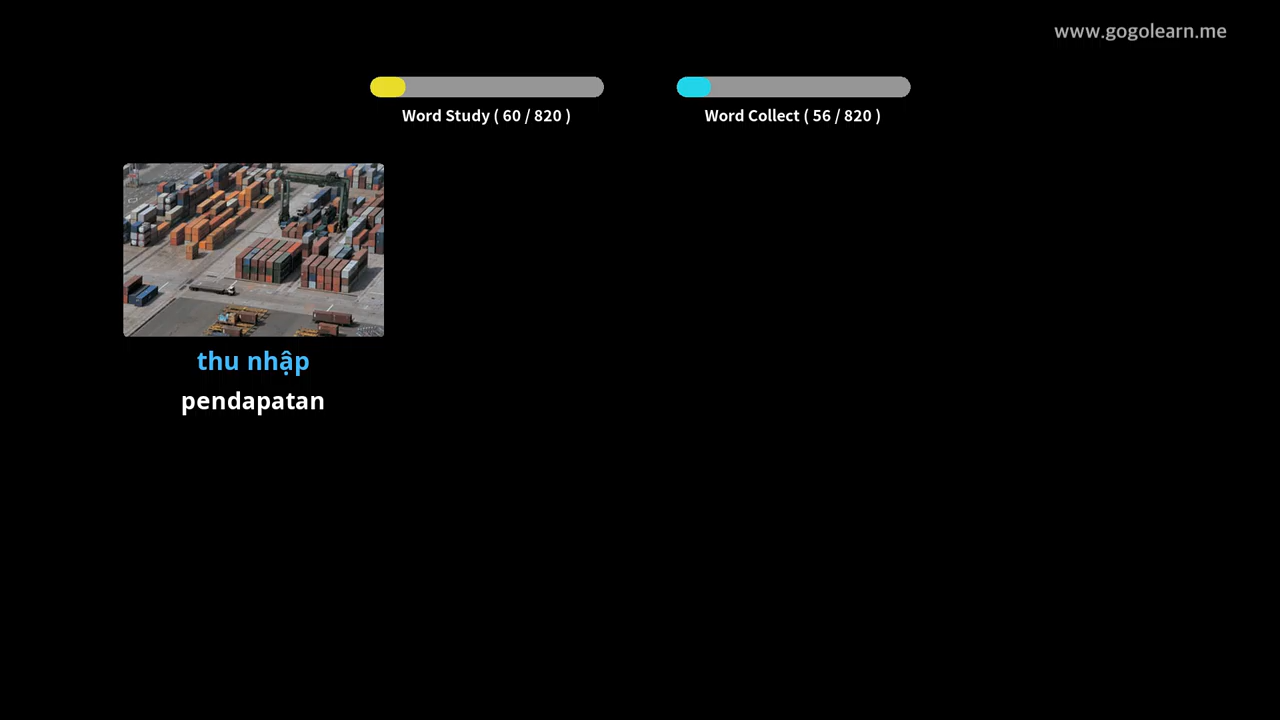 www.gogolearn.me
Word Study ( 60 / 820 )
Word Collect ( 56 / 820 )
thu nhập
pendapatan